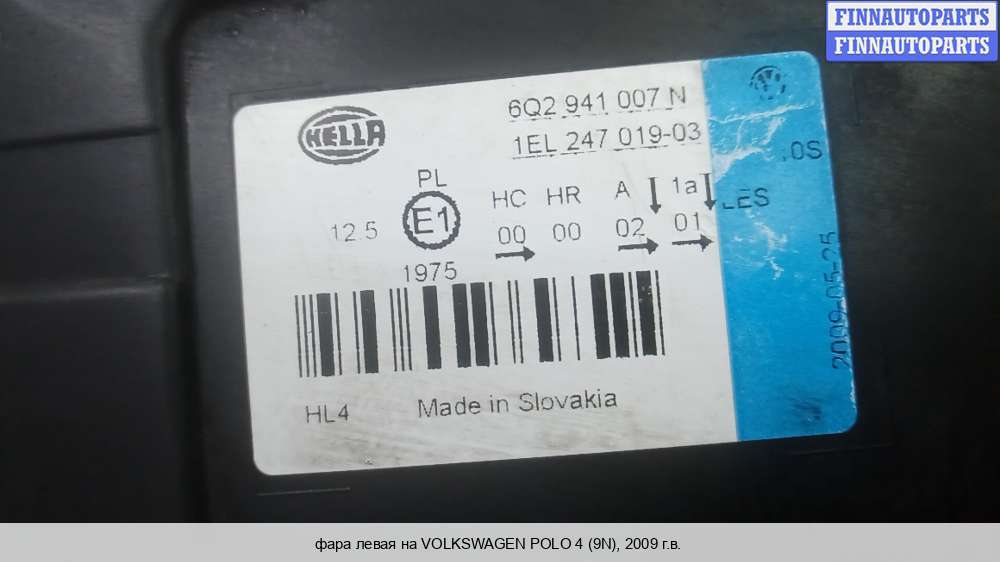 FINNAUTOPARTS
FINNAUTOPARTS
HELLA
6Q2 941 007 N
1EL 247 019-03
.0S
PL
HC HR A 1a
LES
12.5 E1 00 00 02 01
1975
2009-05-25
HL4 Made in Slovakia
фара левая на VOLKSWAGEN POLO 4 (9N), 2009 г.в.